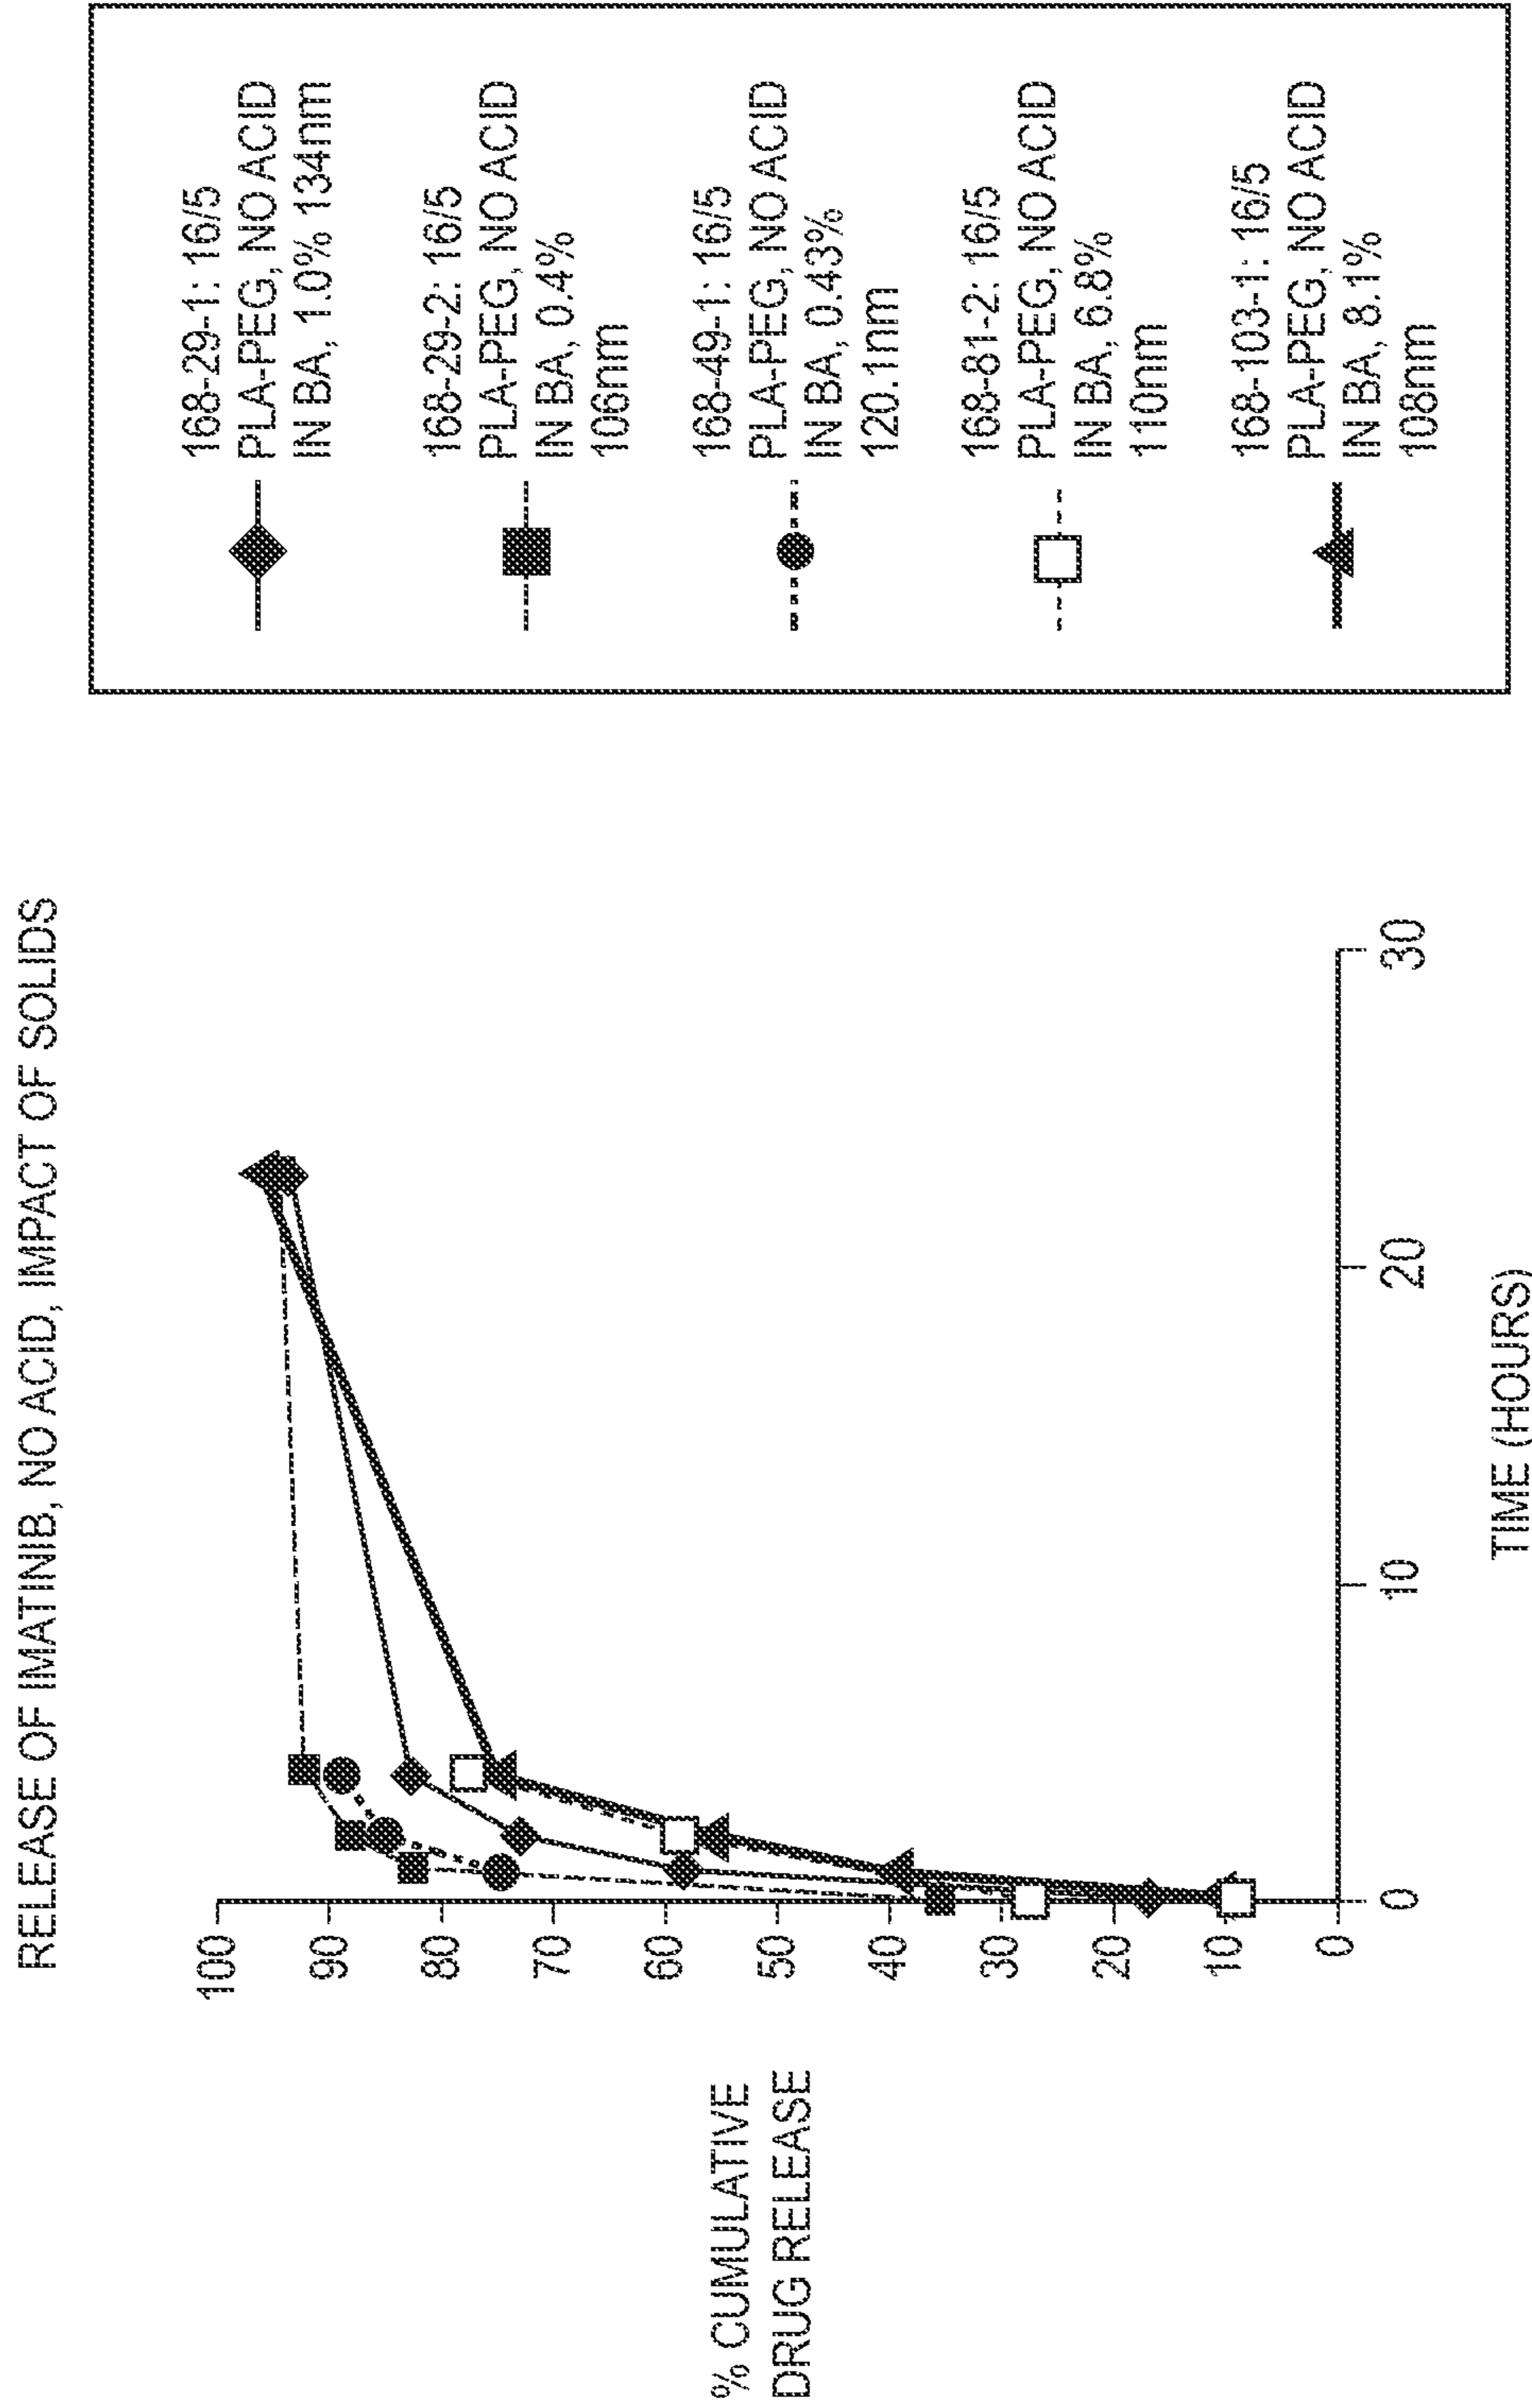 RELEASE OF IMATINIB, NO ACID, IMPACT OF SOLIDS
% CUMULATIVE
DRUG RELEASE
100
90
80
70
60
50
40
30
20
10
0
0
10
20
30
TIME (HOURS)
168-29-1: 16/5
PLA-PEG, NO ACID
IN BA, 1.0% 134nm
168-29-2: 16/5
PLA-PEG, NO ACID
IN BA, 0.4%
106nm
168-49-1: 16/5
PLA-PEG, NO ACID
IN BA, 0.43%
120.1nm
168-81-2: 16/5
PLA-PEG, NO ACID
IN BA, 6.8%
110nm
168-103-1: 16/5
PLA-PEG, NO ACID
IN BA, 8.1%
108nm